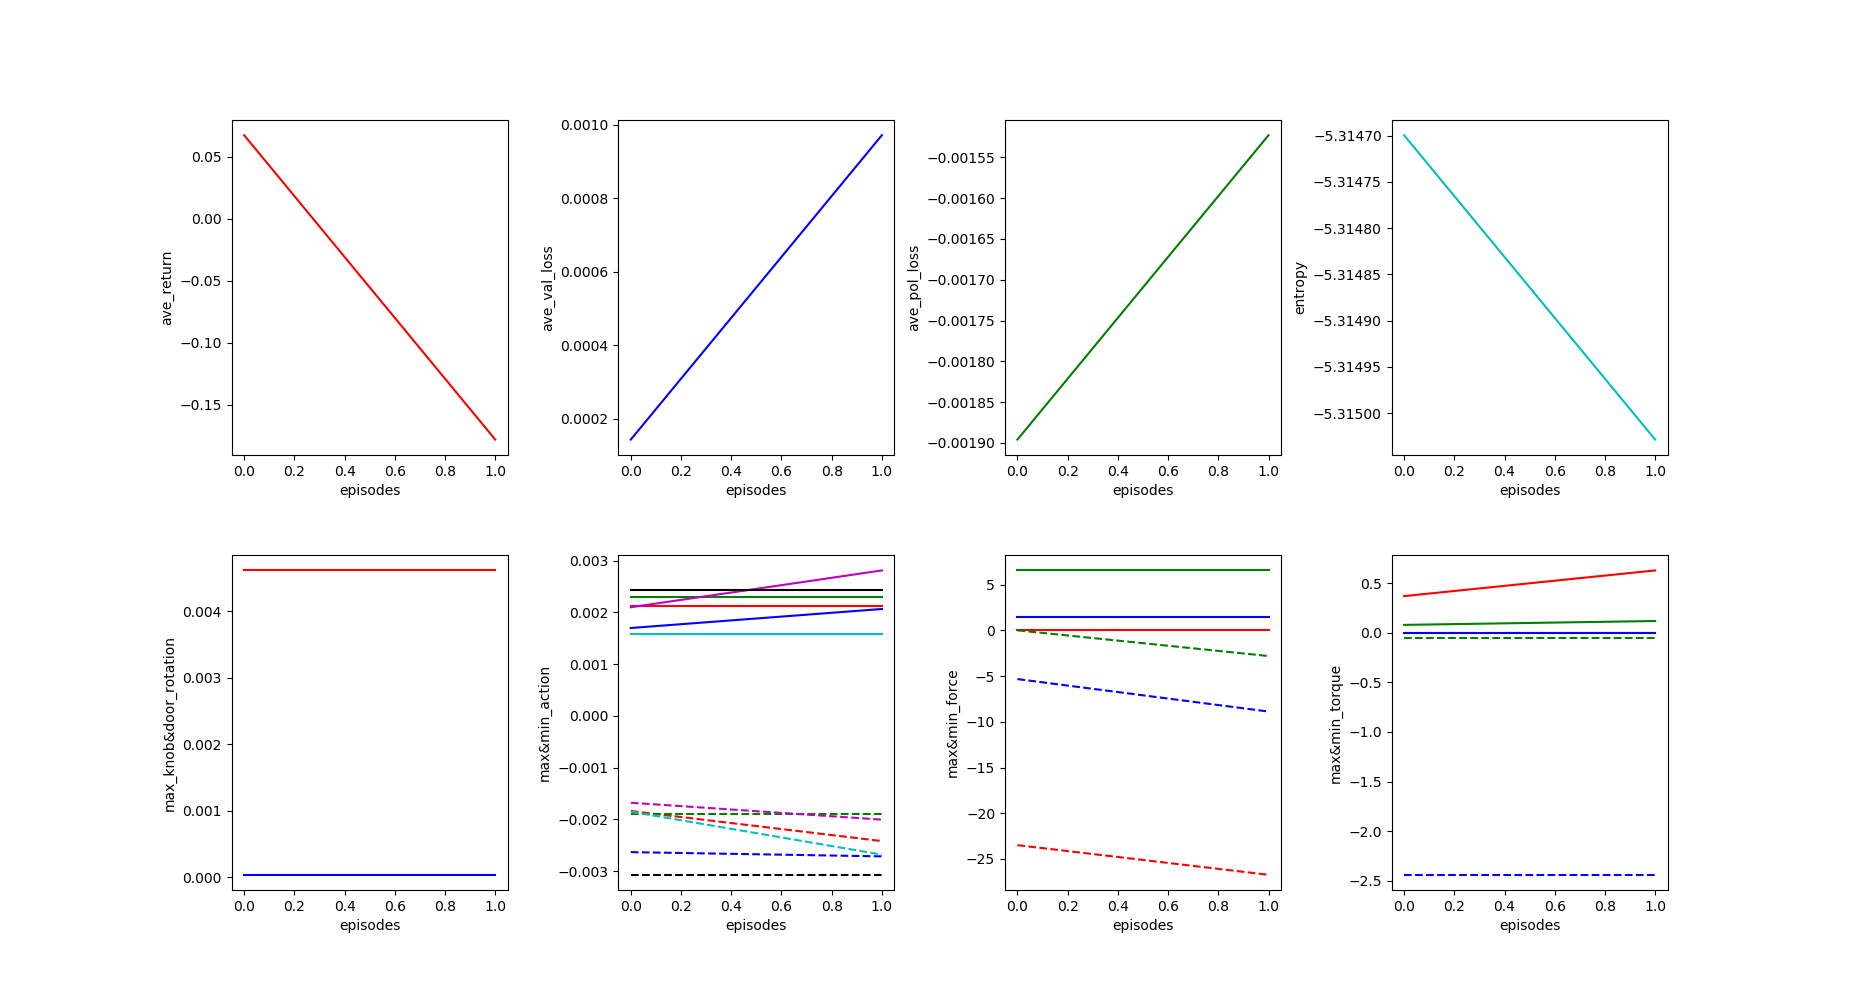 ave_return
0.05
0.00
−0.05
−0.10
−0.15
0.0 0.2 0.4 0.6 0.8 1.0
episodes
ave_val_loss
0.0010
0.0008
0.0006
0.0004
0.0002
0.0 0.2 0.4 0.6 0.8 1.0
episodes
ave_pol_loss
−0.00155
−0.00160
−0.00165
−0.00170
−0.00175
−0.00180
−0.00185
−0.00190
0.0 0.2 0.4 0.6 0.8 1.0
episodes
entropy
−5.31470
−5.31475
−5.31480
−5.31485
−5.31490
−5.31495
−5.31500
0.0 0.2 0.4 0.6 0.8 1.0
episodes
max_knob&door_rotation
0.004
0.003
0.002
0.001
0.000
0.0 0.2 0.4 0.6 0.8 1.0
episodes
max&min_action
0.003
0.002
0.001
0.000
−0.001
−0.002
−0.003
0.0 0.2 0.4 0.6 0.8 1.0
episodes
max&min_force
5
0
−5
−10
−15
−20
−25
0.0 0.2 0.4 0.6 0.8 1.0
episodes
max&min_torque
0.5
0.0
−0.5
−1.0
−1.5
−2.0
−2.5
0.0 0.2 0.4 0.6 0.8 1.0
episodes